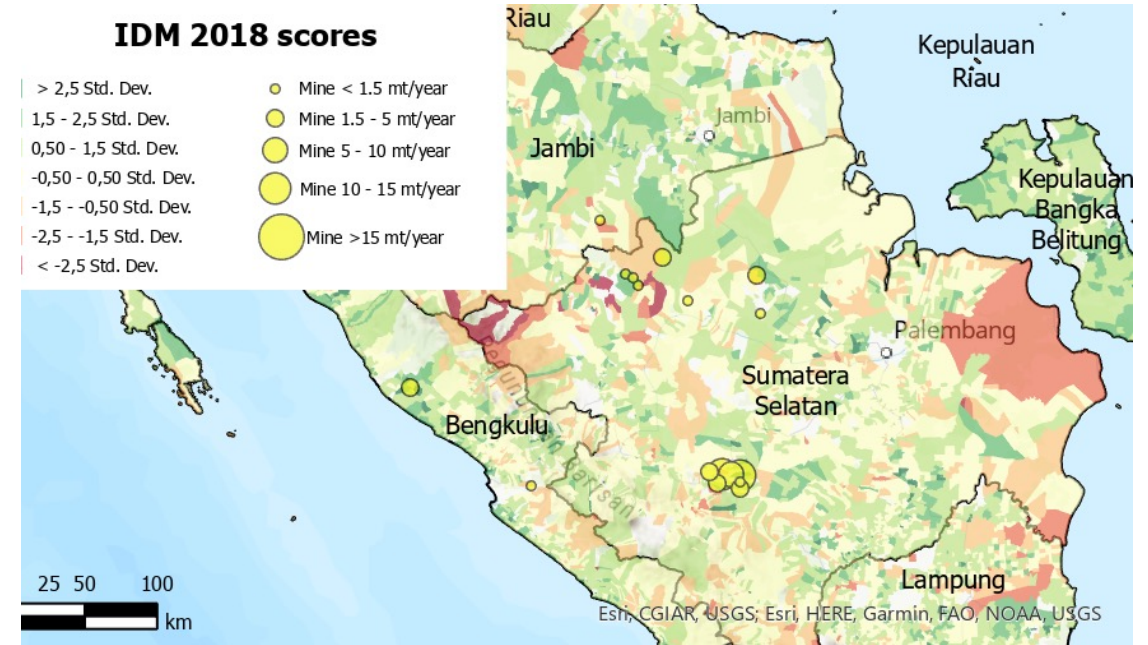 IDM 2018 scores
> 2,5 Std. Dev.
1,5 - 2,5 Std. Dev.
0,50 - 1,5 Std. Dev.
-0,50 - 0,50 Std. Dev.
-1,5 - -0,50 Std. Dev.
-2,5 - -1,5 Std. Dev.
< -2,5 Std. Dev.
Mine < 1.5 mt/year
Mine 1.5 - 5 mt/year
Mine 5 - 10 mt/year
Mine 10 - 15 mt/year
Mine >15 mt/year
Riau
Kepulauan
Riau
Jambi
Jambi
Kepulauan
Bangka
Belitung
Palembang
Sumatera
Selatan
Bengkulu
Lampung
25 50 100
km
Esri, CGIAR, USGS; Esri, HERE, Garmin, FAO, NOAA, USGS